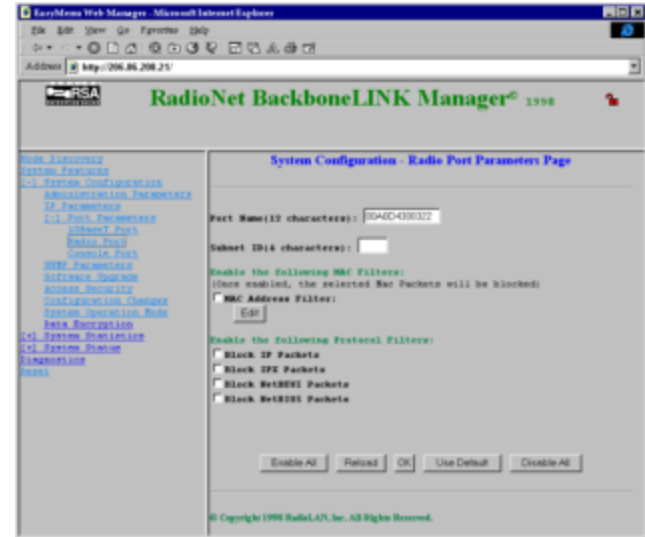 EasyMenu Web Manager - Microsoft Internet Explorer
File Edit View Go Favorites Help
Address http://206.86.208.21/
RSA
RadioNet BackboneLINK Manager© 1998
Node Discovery
System Features
[-] System Configuration
Administration Parameters
IP Parameters
[-] Port Parameters
10BaseT Port
Radio Port
Console Port
SNMP Parameters
Software Upgrade
Access Security
Configuration Changes
System Operation Mode
Data Encryption
[+] System Statistics
[+] System Status
Diagnostics
Reset
System Configuration - Radio Port Parameters Page
Port Name(12 characters): 00A0D4300322
Subnet ID(4 characters):
Enable the following MAC Filters:
(Once enabled, the selected Mac Packets will be blocked)
MAC Address Filter:
Edit
Enable the following Protocol Filters:
Block IP Packets
Block IPX Packets
Block NetBEUI Packets
Block NetBIOS Packets
Enable All Reload OK Use Default Disable All
© Copyright 1998 RadioLAN, Inc. All Rights Reserved.